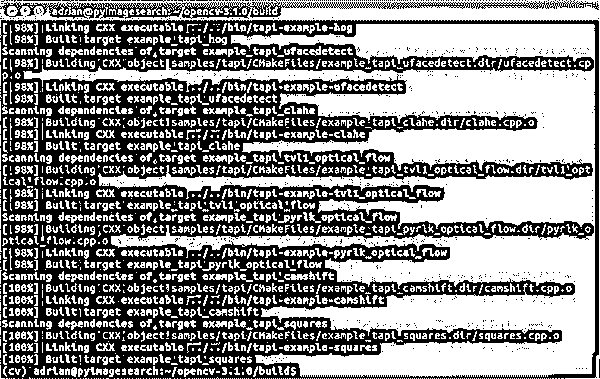 adrian@pyimagesearch: ~/opencv-3.1.0/build
[ 98%] Linking CXX executable ../../bin/tapi-example-hog
[ 98%] Built target example_tapi_hog
Scanning dependencies of target example_tapi_ufacedetect
[ 98%] Building CXX object samples/tapi/CMakeFiles/example_tapi_ufacedetect.dir/ufacedetect.cp
p.o
[ 98%] Linking CXX executable ../../bin/tapi-example-ufacedetect
[ 98%] Built target example_tapi_ufacedetect
Scanning dependencies of target example_tapi_clahe
[ 98%] Building CXX object samples/tapi/CMakeFiles/example_tapi_clahe.dir/clahe.cpp.o
[ 98%] Linking CXX executable ../../bin/tapi-example-clahe
[ 98%] Built target example_tapi_clahe
Scanning dependencies of target example_tapi_tvl1_optical_flow
[ 98%] Building CXX object samples/tapi/CMakeFiles/example_tapi_tvl1_optical_flow.dir/tvl1_opt
ical_flow.cpp.o
[ 98%] Linking CXX executable ../../bin/tapi-example-tvl1_optical_flow
[ 98%] Built target example_tapi_tvl1_optical_flow
Scanning dependencies of target example_tapi_pyrlk_optical_flow
[ 98%] Building CXX object samples/tapi/CMakeFiles/example_tapi_pyrlk_optical_flow.dir/pyrlk_o
ptical_flow.cpp.o
[ 98%] Linking CXX executable ../../bin/tapi-example-pyrlk_optical_flow
[ 98%] Built target example_tapi_pyrlk_optical_flow
Scanning dependencies of target example_tapi_camshift
[100%] Building CXX object samples/tapi/CMakeFiles/example_tapi_camshift.dir/camshift.cpp.o
[100%] Linking CXX executable ../../bin/tapi-example-camshift
[100%] Built target example_tapi_camshift
Scanning dependencies of target example_tapi_squares
[100%] Building CXX object samples/tapi/CMakeFiles/example_tapi_squares.dir/squares.cpp.o
[100%] Linking CXX executable ../../bin/tapi-example-squares
[100%] Built target example_tapi_squares
(cv) adrian@pyimagesearch:~/opencv-3.1.0/build$